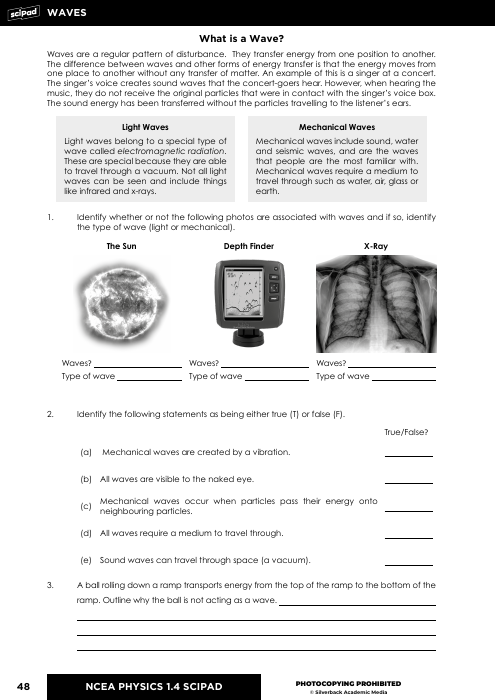 scipad WAVES
What is a Wave?
Waves are a regular pattern of disturbance. They transfer energy from one position to another.
The difference between waves and other forms of energy transfer is that the energy moves from
one place to another without any transfer of matter. An example of this is a singer at a concert.
The singer's voice creates sound waves that the concert-goers hear. However, when hearing the
music, they do not receive the original particles that were in contact with the singer's voice box.
The sound energy has been transferred without the particles travelling to the listener's ears.
Light Waves
Light waves belong to a special type of
wave called electromagnetic radiation.
These are special because they are able
to travel through a vacuum. Not all light
waves can be seen and include things
like infrared and x-rays.
Mechanical Waves
Mechanical waves include sound, water
and seismic waves, and are the waves
that people are the most familiar with.
Mechanical waves require a medium to
travel through such as water, air, glass or
earth.
1. Identify whether or not the following photos are associated with waves and if so, identify
the type of wave (light or mechanical).
The Sun Depth Finder X-Ray
Waves? Waves? Waves?
Type of wave Type of wave Type of wave
2. Identify the following statements as being either true (T) or false (F).
True/False?
(a) Mechanical waves are created by a vibration.
(b) All waves are visible to the naked eye.
(c) Mechanical waves occur when particles pass their energy onto
neighbouring particles.
(d) All waves require a medium to travel through.
(e) Sound waves can travel through space (a vacuum).
3. A ball rolling down a ramp transports energy from the top of the ramp to the bottom of the
ramp. Outline why the ball is not acting as a wave.
48 NCEA PHYSICS 1.4 SCIPAD PHOTOCOPYING PROHIBITED
© Silverback Academic Media